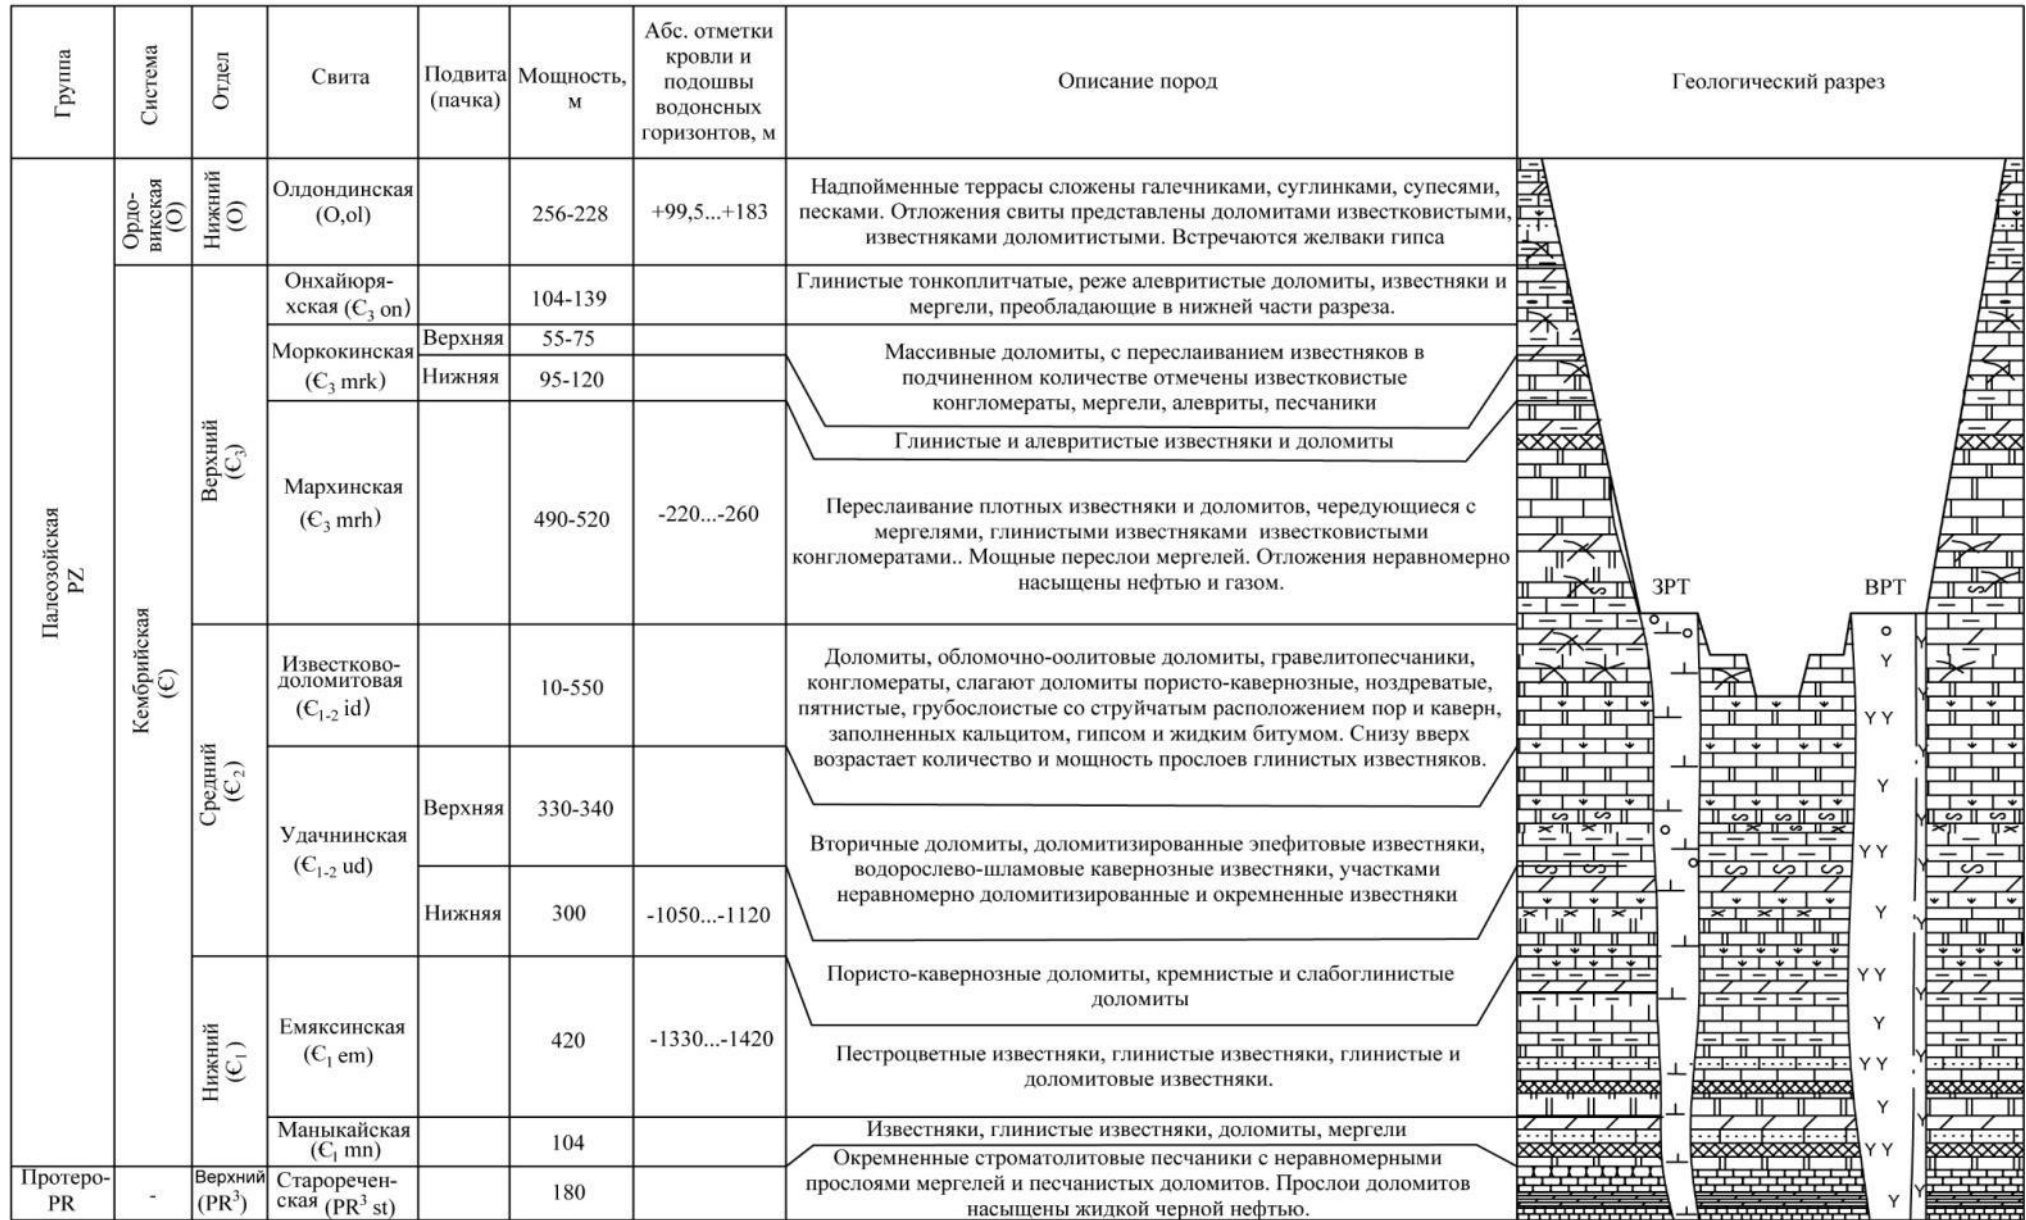 Группа
Система
Отдел
Свита
Подвита
(пачка)
Мощность,
м
Абс. отметки
кровли и
подошвы
водонсных
горизонтов, м
Описание пород
Геологический разрез
Палеозойская
PZ
Ордо-
викская
(O)
Нижний
(O)
Олдондинская
(O,ol)
256-228
+99,5...+183
Надпойменные террасы сложены галечниками, суглинками, супесями,
песками. Отложения свиты представлены доломитами известковистыми,
известняками доломитистыми. Встречаются желваки гипса
Кембрийская
(Є)
Верхний
(Є3)
Онхайюря-
хская (Є3 on)
104-139
Глинистые тонкоплитчатые, реже алевритистые доломиты, известняки и
мергели, преобладающие в нижней части разреза.
Моркокинская
(Є3 mrk)
Верхняя
55-75
Нижняя
95-120
Массивные доломиты, с переслаиванием известняков в
подчиненном количестве отмечены известковистые
конгломераты, мергели, алевриты, песчаники
Глинистые и алевритистые известняки и доломиты
Мархинская
(Є3 mrh)
490-520
-220...-260
Переслаивание плотных известняки и доломитов, чередующиеся с
мергелями, глинистыми известняками известковистыми
конгломератами.. Мощные переслои мергелей. Отложения неравномерно
насыщены нефтью и газом.
ЗРТ
ВРТ
Средний
(Є2)
Известково-
доломитовая
(Є1-2 id)
10-550
Доломиты, обломочно-оолитовые доломиты, гравелитопесчаники,
конгломераты, слагают доломиты пористо-кавернозные, ноздреватые,
пятнистые, грубослоистые со струйчатым расположением пор и каверн,
заполненных кальцитом, гипсом и жидким битумом. Снизу вверх
возрастает количество и мощность прослоев глинистых известняков.
Удачнинская
(Є1-2 ud)
Верхняя
330-340
Вторичные доломиты, доломитизированные эпефитовые известняки,
водорослево-шламовые кавернозные известняки, участками
неравномерно доломитизированные и окремненные известняки
Нижняя
300
-1050...-1120
Пористо-кавернозные доломиты, кремнистые и слабоглинистые
доломиты
Нижний
(Є1)
Емяксинская
(Є1 em)
420
-1330...-1420
Пестроцветные известняки, глинистые известняки, глинистые и
доломитовые известняки.
Маныкайская
(Є1 mn)
104
Известняки, глинистые известняки, доломиты, мергели
Протеро-
PR
-
Верхний
(PR3)
Старореченс-
ская (PR3 st)
180
Окремненные строматолитовые песчаники с неравномерными
прослоями мергелей и песчанистых доломитов. Прослои доломитов
насыщены жидкой черной нефтью.